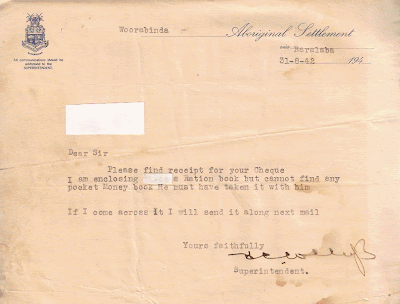 Woorabinda - Aboriginal Settlement
All communications should be
addressed to the
SUPERINTENDENT.
Baralaba
31-8-42 194
Dear Sir
Please find receipt for your Cheque
I am enclosing Ration book but cannot find any
pocket Money book He must have taken it with him
If I come across it I will send it along next mail
Yours faithfully
Superintendent.